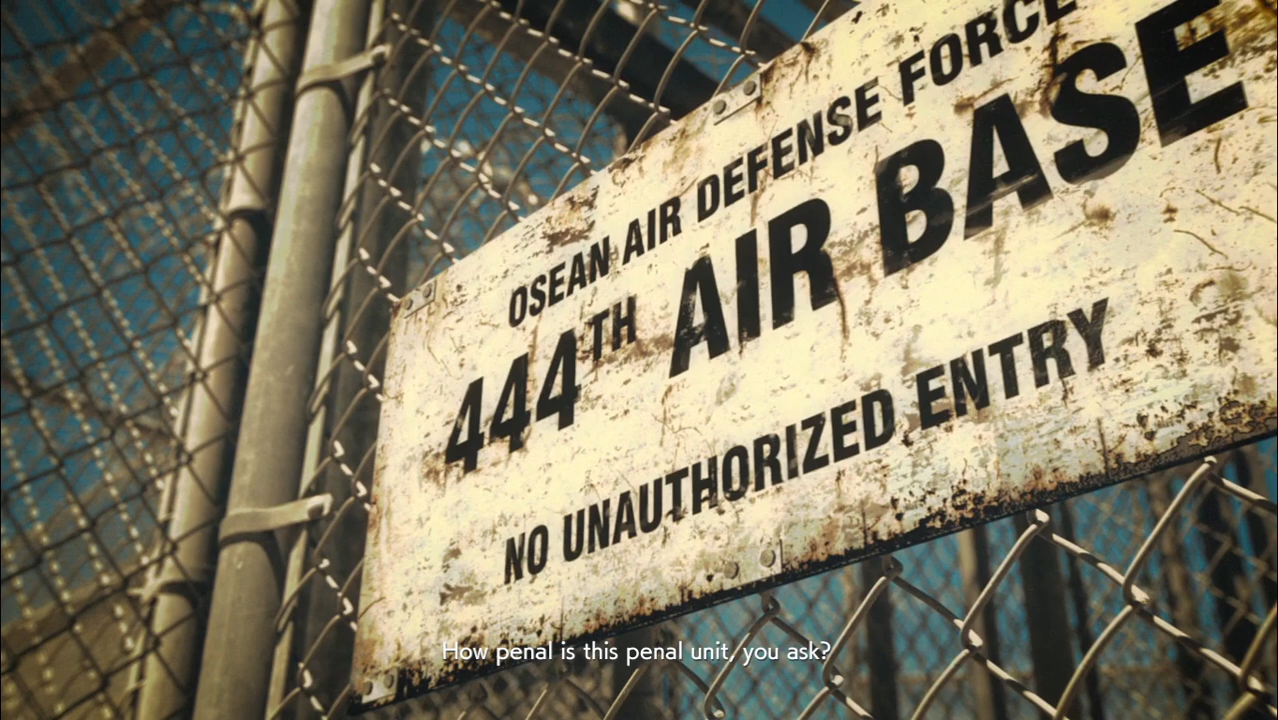 OSEAN AIR DEFENSE FORCE
444TH AIR BASE
NO UNAUTHORIZED ENTRY
How penal is this penal unit, you ask?